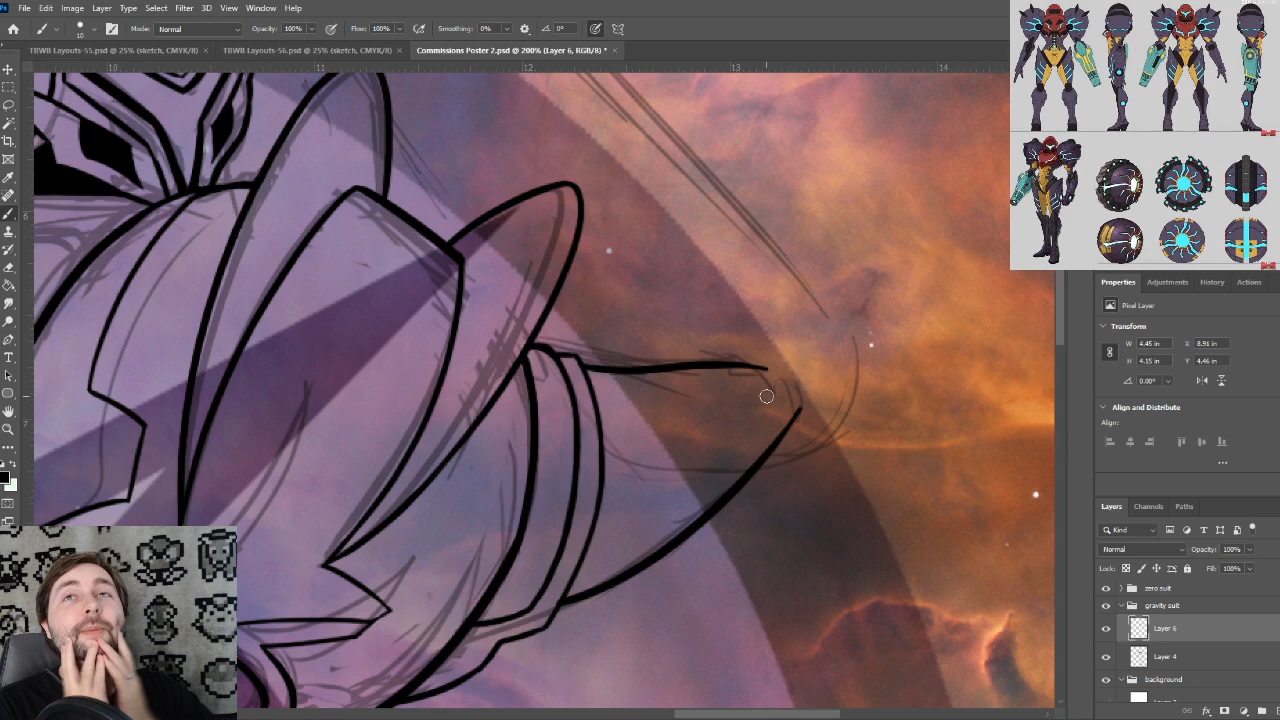 File Edit Image Layer Type Select Filter 3D View Window Help
10 Mode: Normal Opacity: 100% Flow: 100% Smoothing: 0% 0°
TBWB Layouts-55.psd @ 25% (sketch, CMYK/8) × TBWB Layouts-56.psd @ 25% (sketch, CMYK/8) × Commissions Poster 2.psd @ 200% (Layer 6, RGB/8) * ×
10 11 12 13 14
6
7
Properties Adjustments History Actions
Pixel Layer
Transform
W 4.45 in X 8.91 in
H 4.15 in Y 4.46 in
0.00°
Align and Distribute
Align:
...
Layers Channels Paths
Kind
Normal Opacity: 100%
Lock: Fill: 100%
zero suit
gravity suit
Layer 6
Layer 4
background